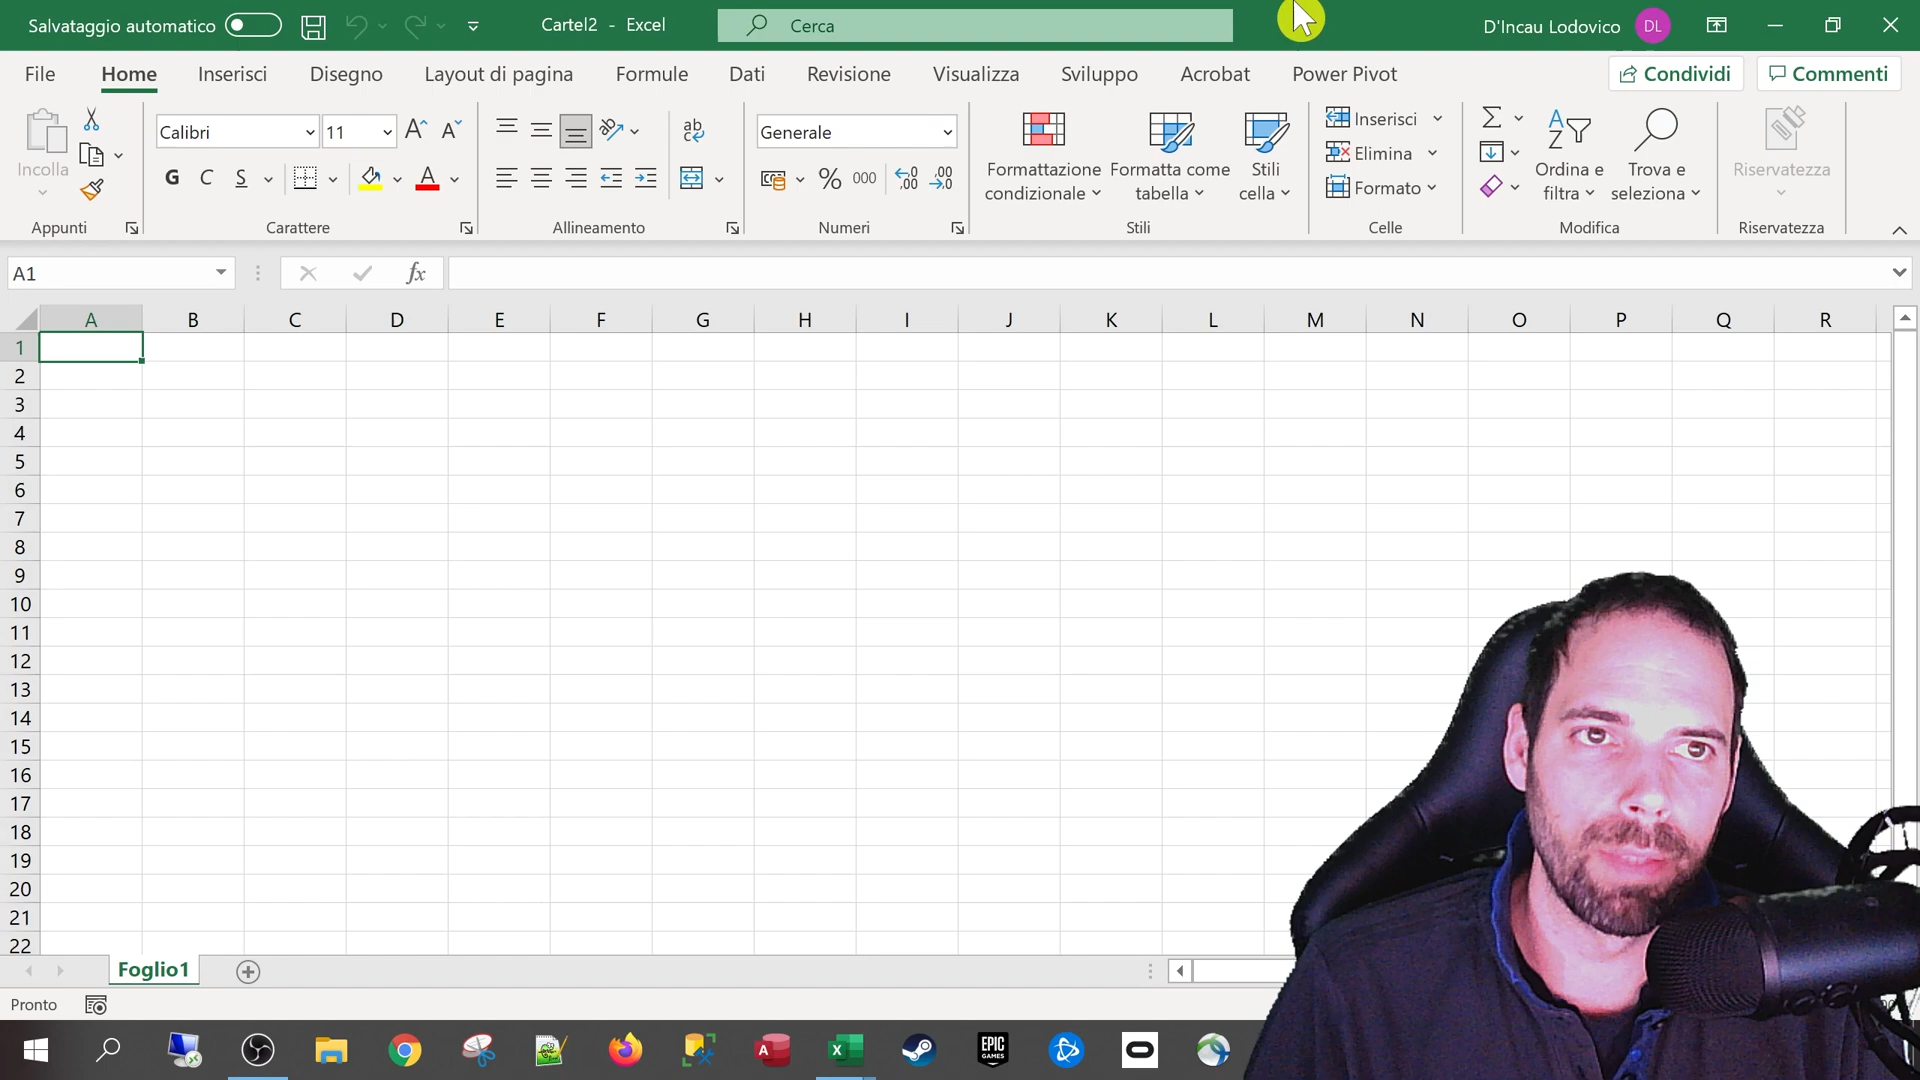 Salvataggio automatico
Cartel2 - Excel
Cerca
D'Incau Lodovico
DL
File
Home
Inserisci
Disegno
Layout di pagina
Formule
Dati
Revisione
Visualizza
Sviluppo
Acrobat
Power Pivot
Condividi
Commenti
Incolla
Calibri
11
A A
ab
c
Generale
G C S
A
% 000
Formattazione
condizionale
Formatta come
tabella
Stili
cella
Inserisci
Elimina
Formato
Σ
A
Z
Ordina e
filtra
Trova e
seleziona
Riservatezza
Appunti
Carattere
Allineamento
Numeri
Stili
Celle
Modifica
Riservatezza
A1
fx
A B C D E F G H I J K L M N O P Q R
1
2
3
4
5
6
7
8
9
10
11
12
13
14
15
16
17
18
19
20
21
22
Foglio1
Pronto
EPIC
GAMES